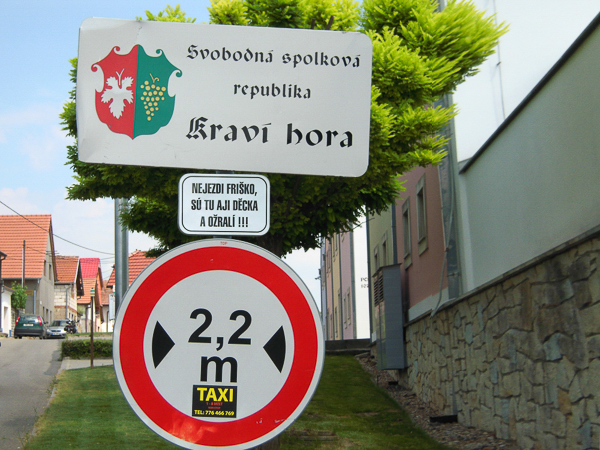 Svobodná spolková
republika
Kraví hora
NEJEZDI FRIŠKO,
SÚ TU AJI DĚCKA
A OŽRALÍ !!!
2,2
m
TAXI
TEL: 776 466 769